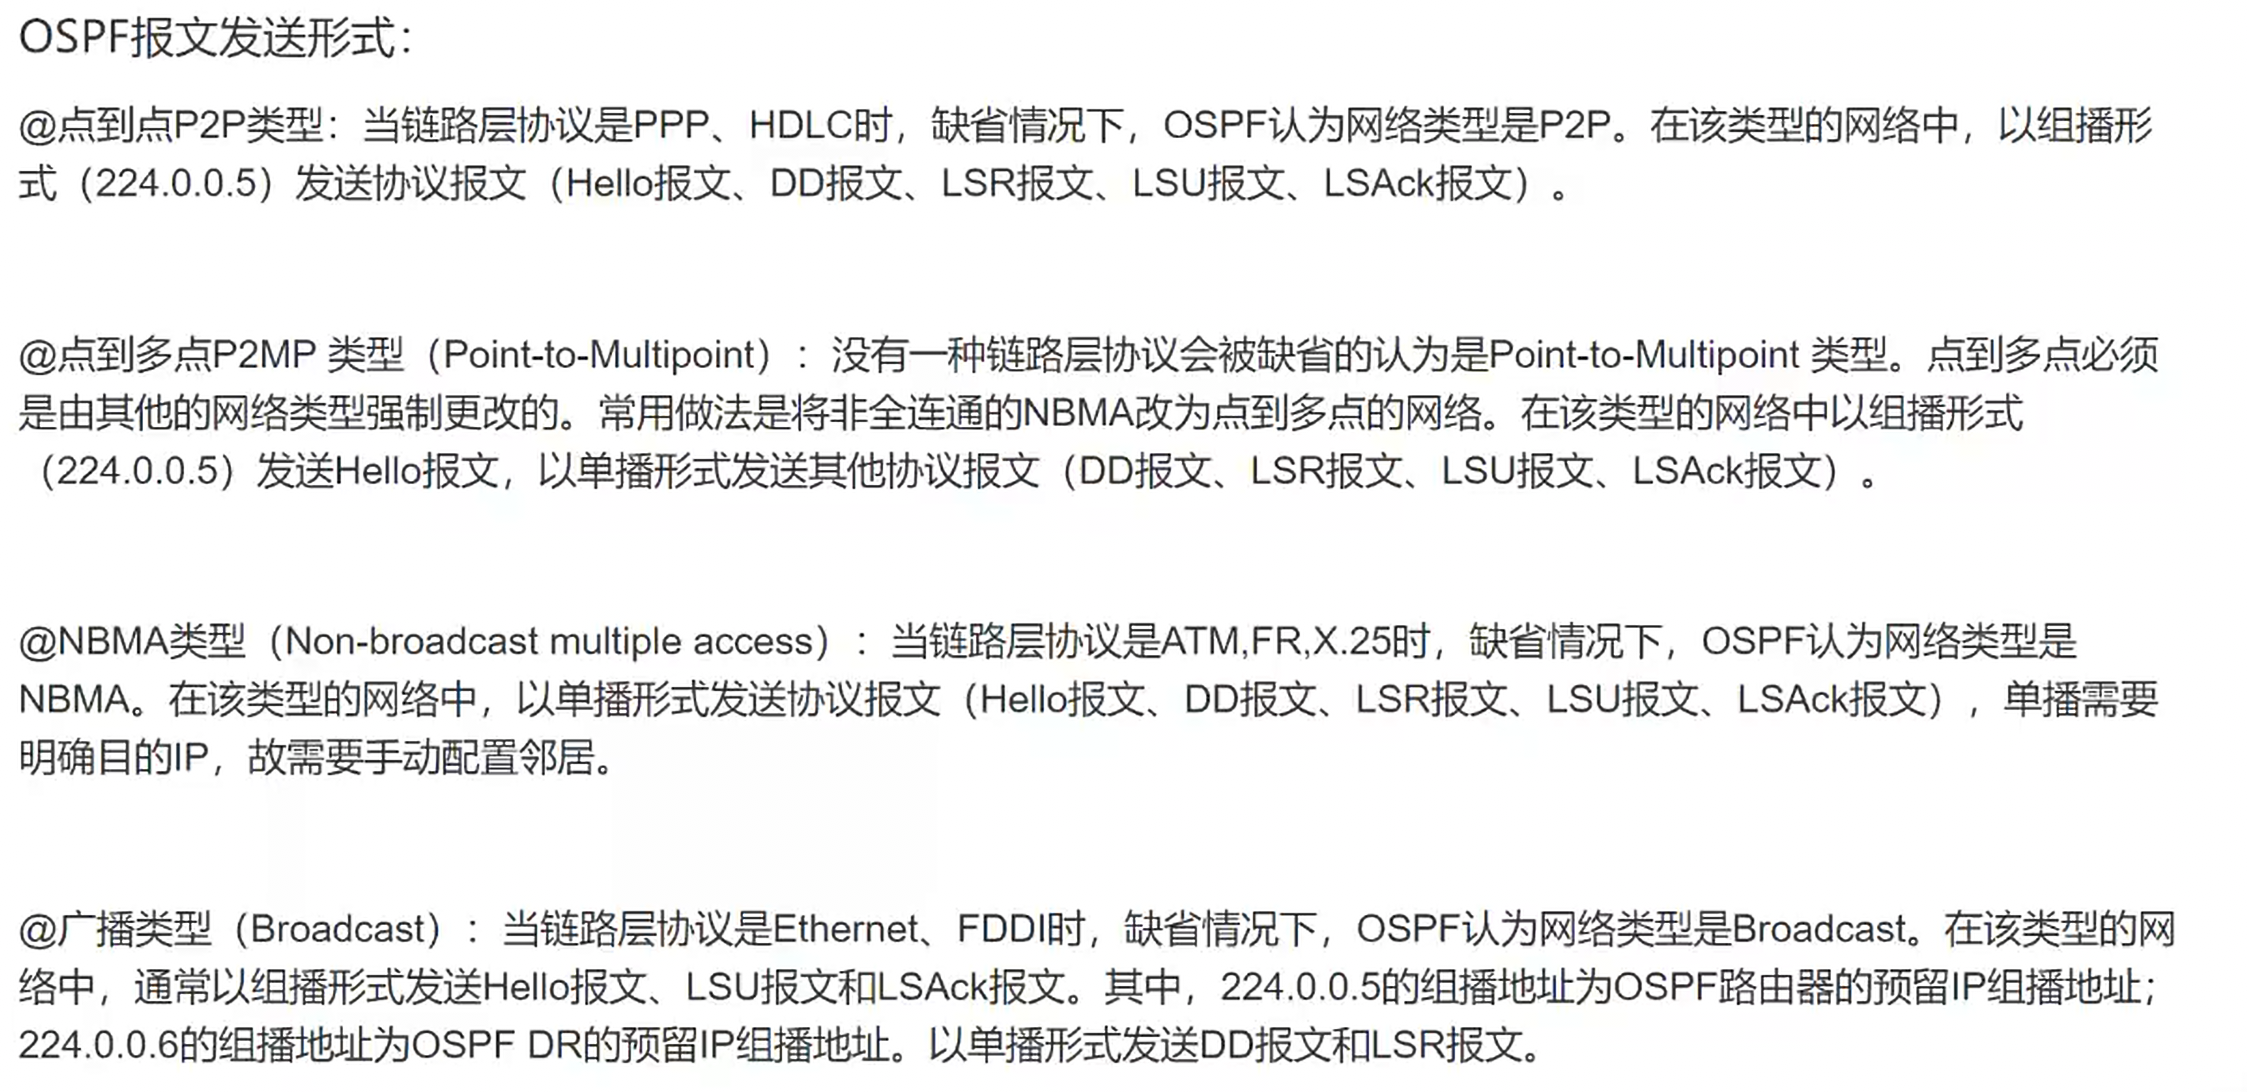 OSPF报文发送形式：
@点到点P2P类型：当链路层协议是PPP、HDLC时，缺省情况下，OSPF认为网络类型是P2P。在该类型的网络中，以组播形
式（224.0.0.5）发送协议报文（Hello报文、DD报文、LSR报文、LSU报文、LSAck报文）。
@点到多点P2MP 类型（Point-to-Multipoint）：没有一种链路层协议会被缺省的认为是Point-to-Multipoint 类型。点到多点必须
是由其他的网络类型强制更改的。常用做法是将非全连通的NBMA改为点到多点的网络。在该类型的网络中以组播形式
（224.0.0.5）发送Hello报文，以单播形式发送其他协议报文（DD报文、LSR报文、LSU报文、LSAck报文）。
@NBMA类型（Non-broadcast multiple access）：当链路层协议是ATM,FR,X.25时，缺省情况下，OSPF认为网络类型是
NBMA。在该类型的网络中，以单播形式发送协议报文（Hello报文、DD报文、LSR报文、LSU报文、LSAck报文），单播需要
明确目的IP，故需要手动配置邻居。
@广播类型（Broadcast）：当链路层协议是Ethernet、FDDI时，缺省情况下，OSPF认为网络类型是Broadcast。在该类型的网
络中，通常以组播形式发送Hello报文、LSU报文和LSAck报文。其中，224.0.0.5的组播地址为OSPF路由器的预留IP组播地址；
224.0.0.6的组播地址为OSPF DR的预留IP组播地址。以单播形式发送DD报文和LSR报文。